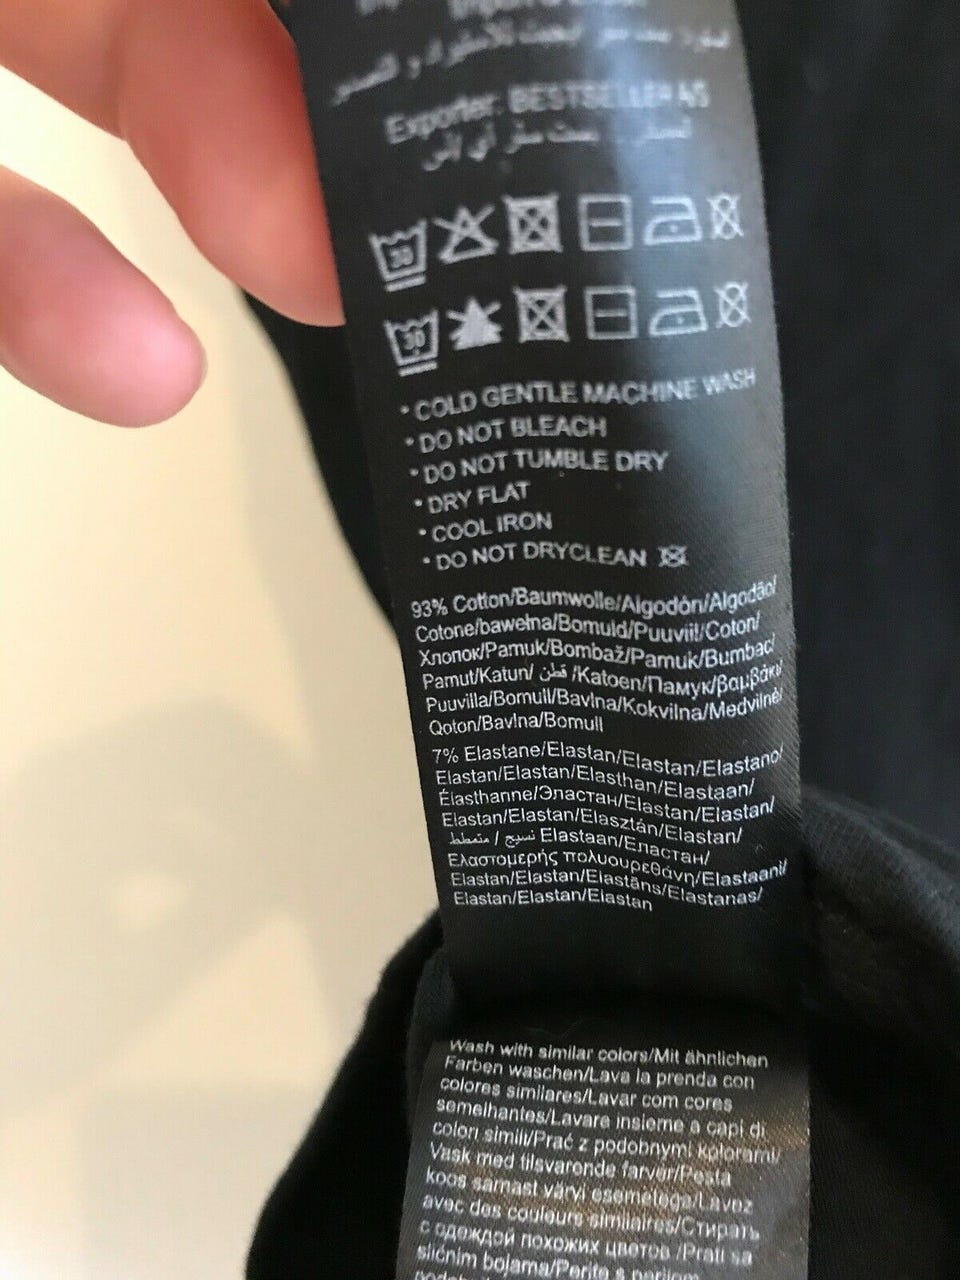 Exporter: BESTSELLER AS
30
30
* COLD GENTLE MACHINE WASH
* DO NOT BLEACH
* DO NOT TUMBLE DRY
* DRY FLAT
* COOL IRON
* DO NOT DRYCLEAN
93% Cotton/Baumwolle/Algodón/Algodão/
Cotone/bawełna/Bomuld/Puuvill/Coton/
Хлопок/Pamuk/Bombaž/Pamuk/Bumbac/
Pamut/Katun/ قطن /Katoen/Памук/βαμβάκι/
Puuvilla/Bomull/Bavlna/Kokvilna/Medvilnė/
Qoton/Bavlna/Bomull
7% Elastane/Elastan/Elastan/Elastano/
Elastan/Elastan/Elasthan/Elastaan/
Élasthanne/Эластан/Elastan/Elastan/
Elastan/Elastan/Elasztán/Elastan/
نسيج / متمطط Elastaan/Еластан/
Ελαστομερής πολυουρεθάνη/Elastaani/
Elastan/Elastan/Elastāns/Elastanas/
Elastan/Elastan/Elastan
Wash with similar colors/Mit ähnlichen
Farben waschen/Lava la prenda con
colores similares/Lavar com cores
semelhantes/Lavare insieme a capi di
colori simili/Prać z podobnymi kolorami/
Vask med tilsvarende farver/Pesta
koos samast värvi esemetega/Lavez
avec des couleurs similaires/Стирать
с одеждой похожих цветов /Prati sa
sličnim bojama/Perite s perilom